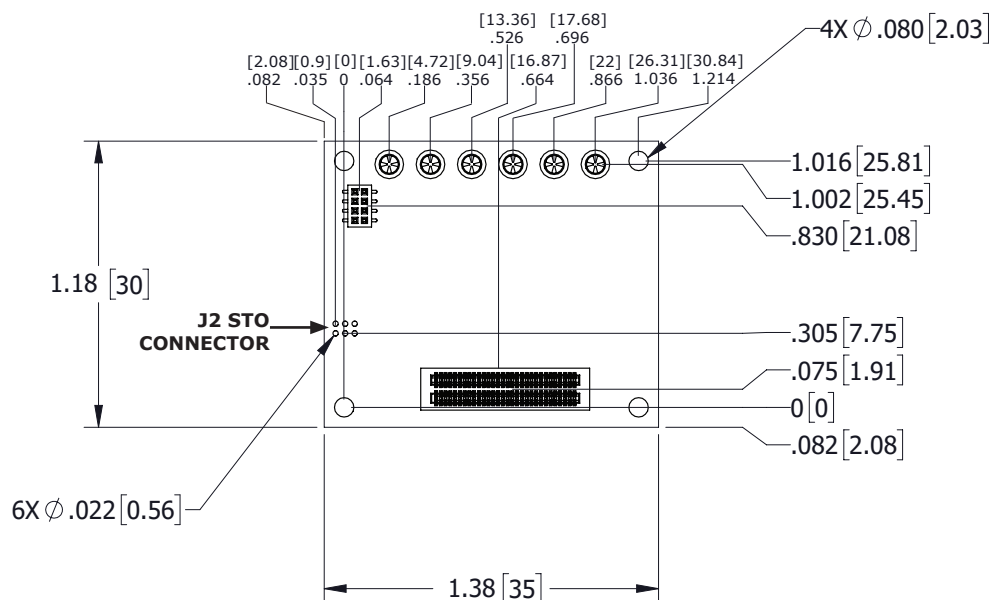 [13.36] [17.68]
.526 .696
4X ∅ .080 [2.03]
[2.08] [0.9] [0] [1.63] [4.72] [9.04] [16.87] [22] [26.31] [30.84]
.082 .035 0 .064 .186 .356 .664 .866 1.036 1.214
1.016 [25.81]
1.002 [25.45]
.830 [21.08]
1.18 [30]
J2 STO
CONNECTOR
.305 [7.75]
.075 [1.91]
0 [0]
.082 [2.08]
6X ∅ .022 [0.56]
1.38 [35]